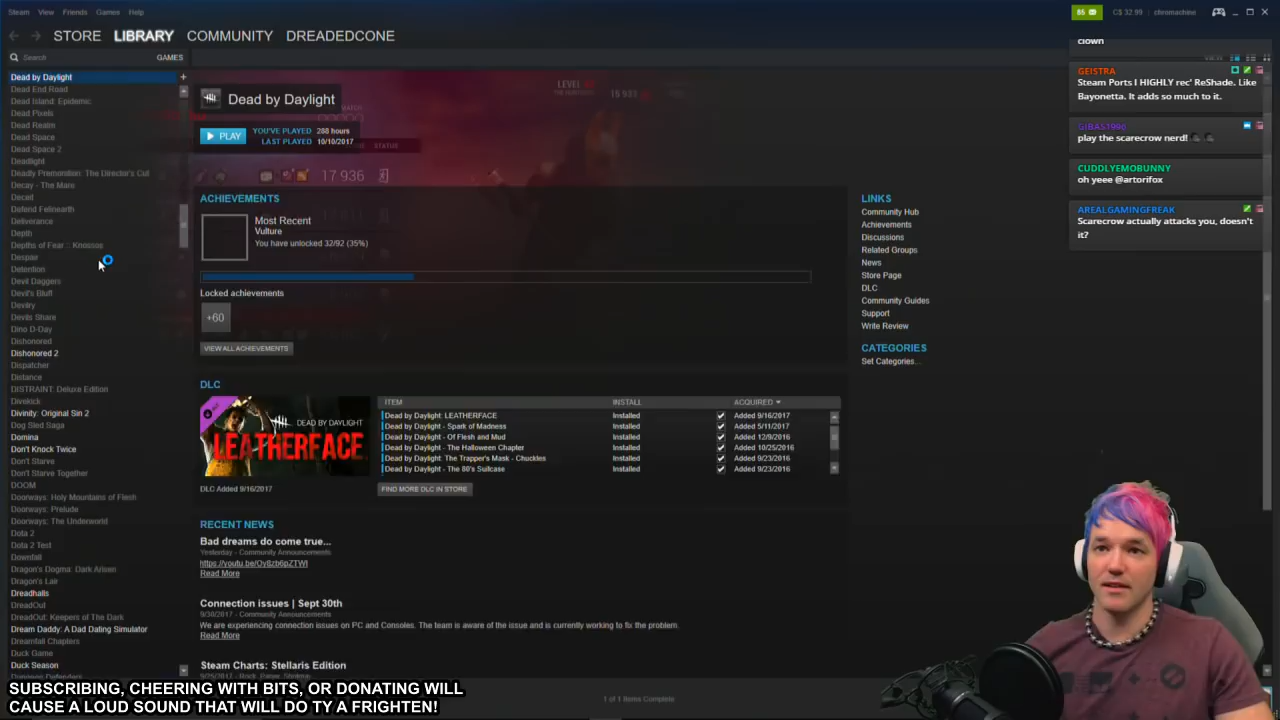 Steam View Friends Games Help
85
C$ 32.99
chromachew
STORE LIBRARY COMMUNITY DREADEDCONE
Search
GAMES
Dead by Daylight
Dead End Road
Dead Island: Epidemic
Dead Pixels
Dead Realm
Dead Space
Dead Space 2
Deadlight
Deadly Premonition: The Director's Cut
Decay - The Mare
Deceit
Defend Felinearth
Deliverance
Depth
Depths of Fear :: Knossos
Despair
Detention
Devil Daggers
Devil's Bluff
Devilry
Devils Share
Dino D-Day
Dishonored
Dishonored 2
Dispatcher
Distance
DISTRAINT: Deluxe Edition
Divekick
Divinity: Original Sin 2
Dog Sled Saga
Domina
Don't Knock Twice
Don't Starve
Don't Starve Together
DOOM
Doorways: Holy Mountains of Flesh
Doorways: Prelude
Doorways: The Underworld
Dota 2
Dota 2 Test
Downfall
Dragon's Dogma: Dark Arisen
Dragon's Lair
Dreadhalls
DreadOut
DreadOut: Keepers of The Dark
Dream Daddy: A Dad Dating Simulator
Dreamfall Chapters
Duck Game
Duck Season
Dead by Daylight
LEVEL
15 933
PLAY
YOU'VE PLAYED 288 hours
LAST PLAYED 10/10/2017
STATUS
17 936
ACHIEVEMENTS
Most Recent
Vulture
You have unlocked 32/92 (35%)
Locked achievements
+60
VIEW ALL ACHIEVEMENTS
DLC
DEAD BY DAYLIGHT
LEATHERFACE
DLC Added 9/16/2017
ITEM INSTALL ACQUIRED
Dead by Daylight: LEATHERFACE Installed Added 9/16/2017
Dead by Daylight - Spark of Madness Installed Added 5/11/2017
Dead by Daylight - Of Flesh and Mud Installed Added 12/8/2016
Dead by Daylight - The Halloween Chapter Installed Added 10/25/2016
Dead by Daylight: The Trapper's Mask - Chuckles Installed Added 9/23/2016
Dead by Daylight - The 80's Suitcase Installed Added 9/23/2016
FIND MORE DLC IN STORE
RECENT NEWS
Bad dreams do come true...
Yesterday - Community Announcements
https://youtu.be/Oy8zb6pZTWI
Read More
Connection issues | Sept 30th
9/30/2017 - Community Announcements
We are experiencing connection issues on PC and Consoles. The team is aware of the issue and is currently working to fix the problem.
Read More
Steam Charts: Stellaris Edition
1 of 1 Items Complete
LINKS
Community Hub
Achievements
Discussions
Related Groups
News
Store Page
DLC
Community Guides
Support
Write Review
CATEGORIES
Set Categories...
clown
GEISTRA
Steam Ports I HIGHLY rec' ReShade. Like
Bayonetta. It adds so much to it.
GIBAS1990
play the scarecrow nerd!
CUDDLYEMOBUNNY
oh yeee @artorifox
AREALGAMINGFREAK
Scarecrow actually attacks you, doesn't
it?
SUBSCRIBING, CHEERING WITH BITS, OR DONATING WILL
CAUSE A LOUD SOUND THAT WILL DO TY A FRIGHTEN!